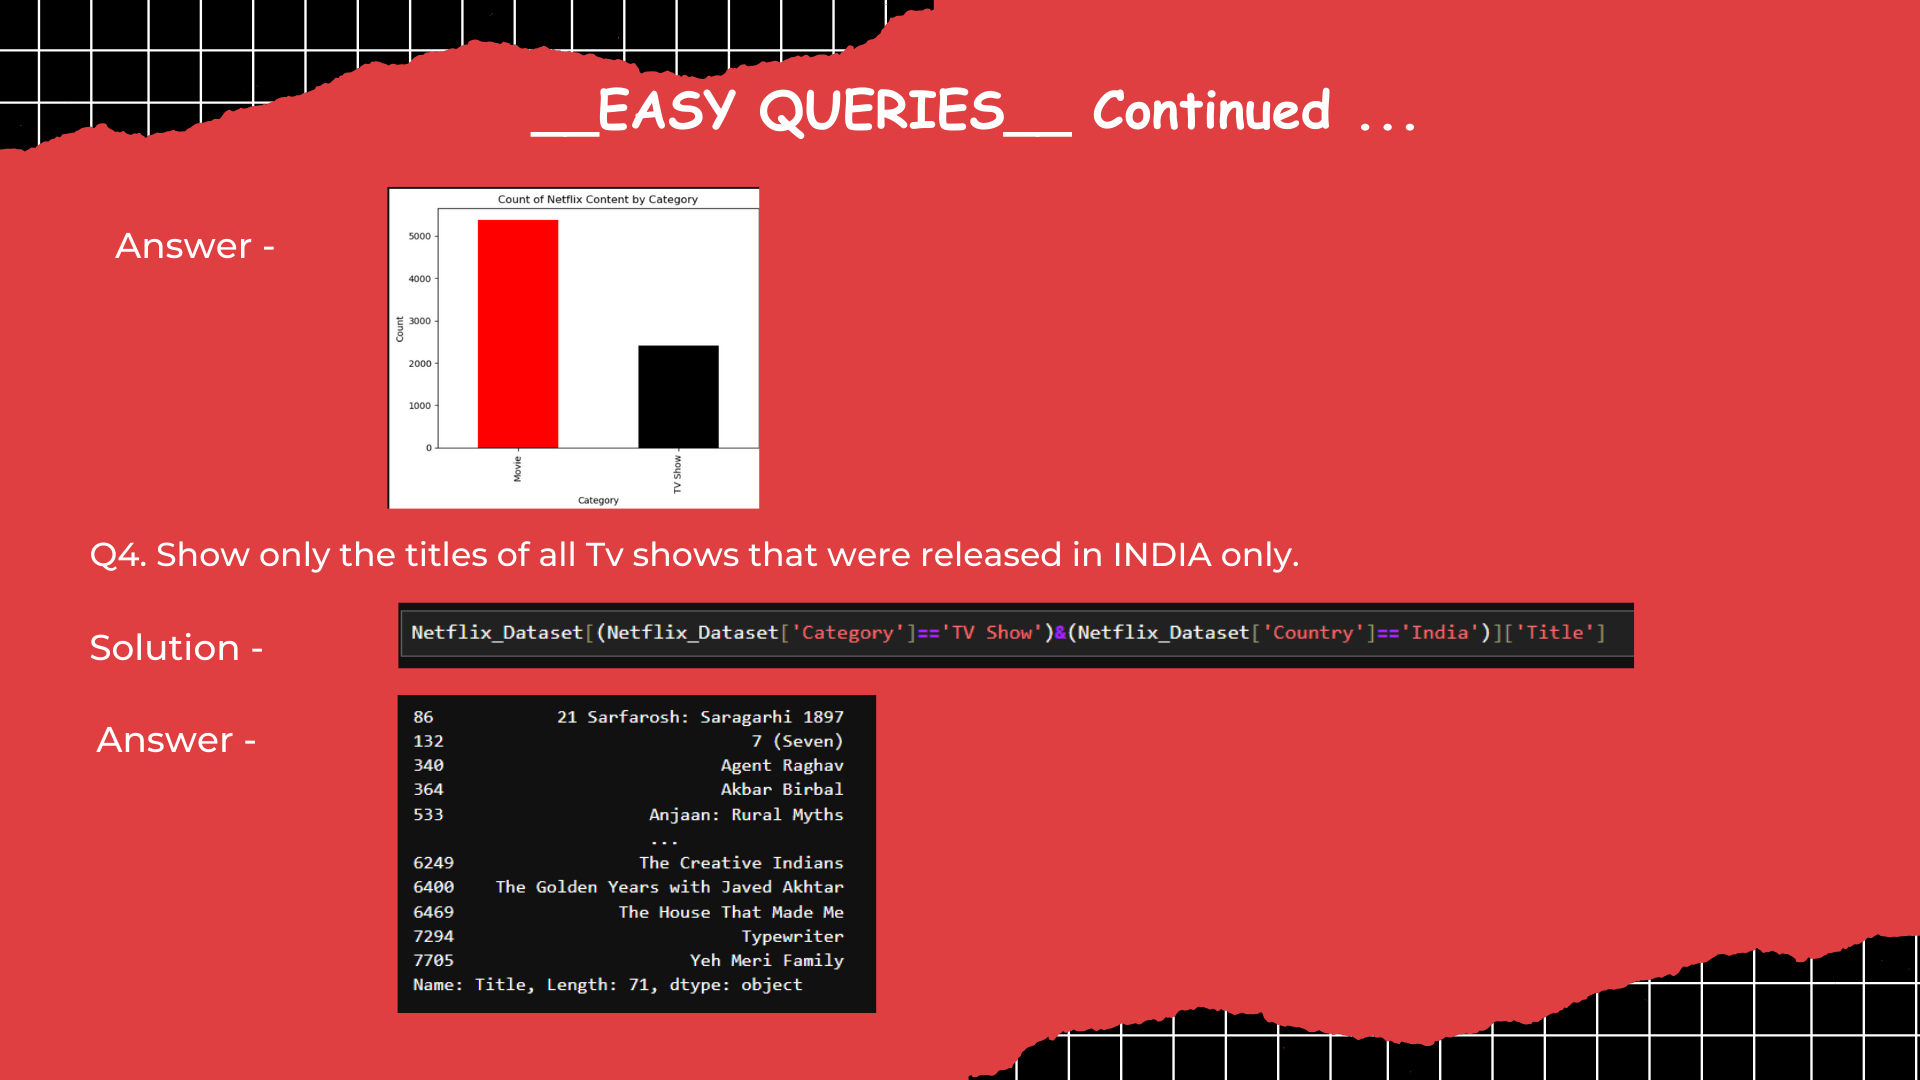 __EASY QUERIES__ Continued ...
Answer -
Count of Netflix Content by Category
5000
4000
3000
2000
1000
0
Count
Movie
TV Show
Category
Q4. Show only the titles of all Tv shows that were released in INDIA only.
Solution -
Netflix_Dataset[(Netflix_Dataset['Category']=='TV Show')&(Netflix_Dataset['Country']=='India')]['Title']
Answer -
86 21 Sarfarosh: Saragarhi 1897
132 7 (Seven)
340 Agent Raghav
364 Akbar Birbal
533 Anjaan: Rural Myths
...
6249 The Creative Indians
6400 The Golden Years with Javed Akhtar
6469 The House That Made Me
7294 Typewriter
7705 Yeh Meri Family
Name: Title, Length: 71, dtype: object